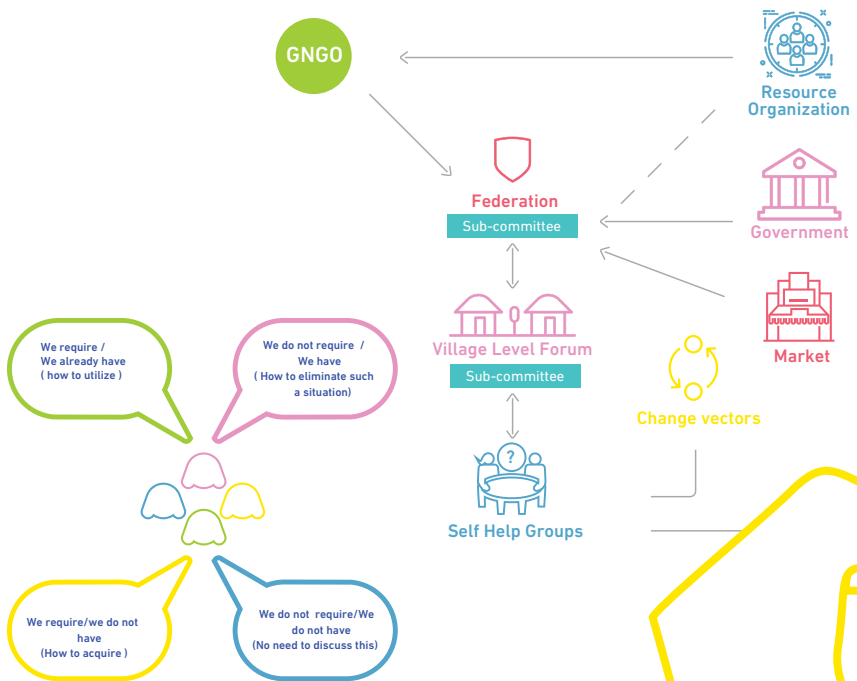 GNGO
Resource
Organization
Federation
Sub-committee
Government
Village Level Forum
Sub-committee
Market
Change vectors
?
Self Help Groups
We require /
We already have
( how to utilize )
We do not require /
We have
( How to eliminate such
a situation)
We require/we do not
have
(How to acquire )
We do not require/We
do not have
(No need to discuss this)